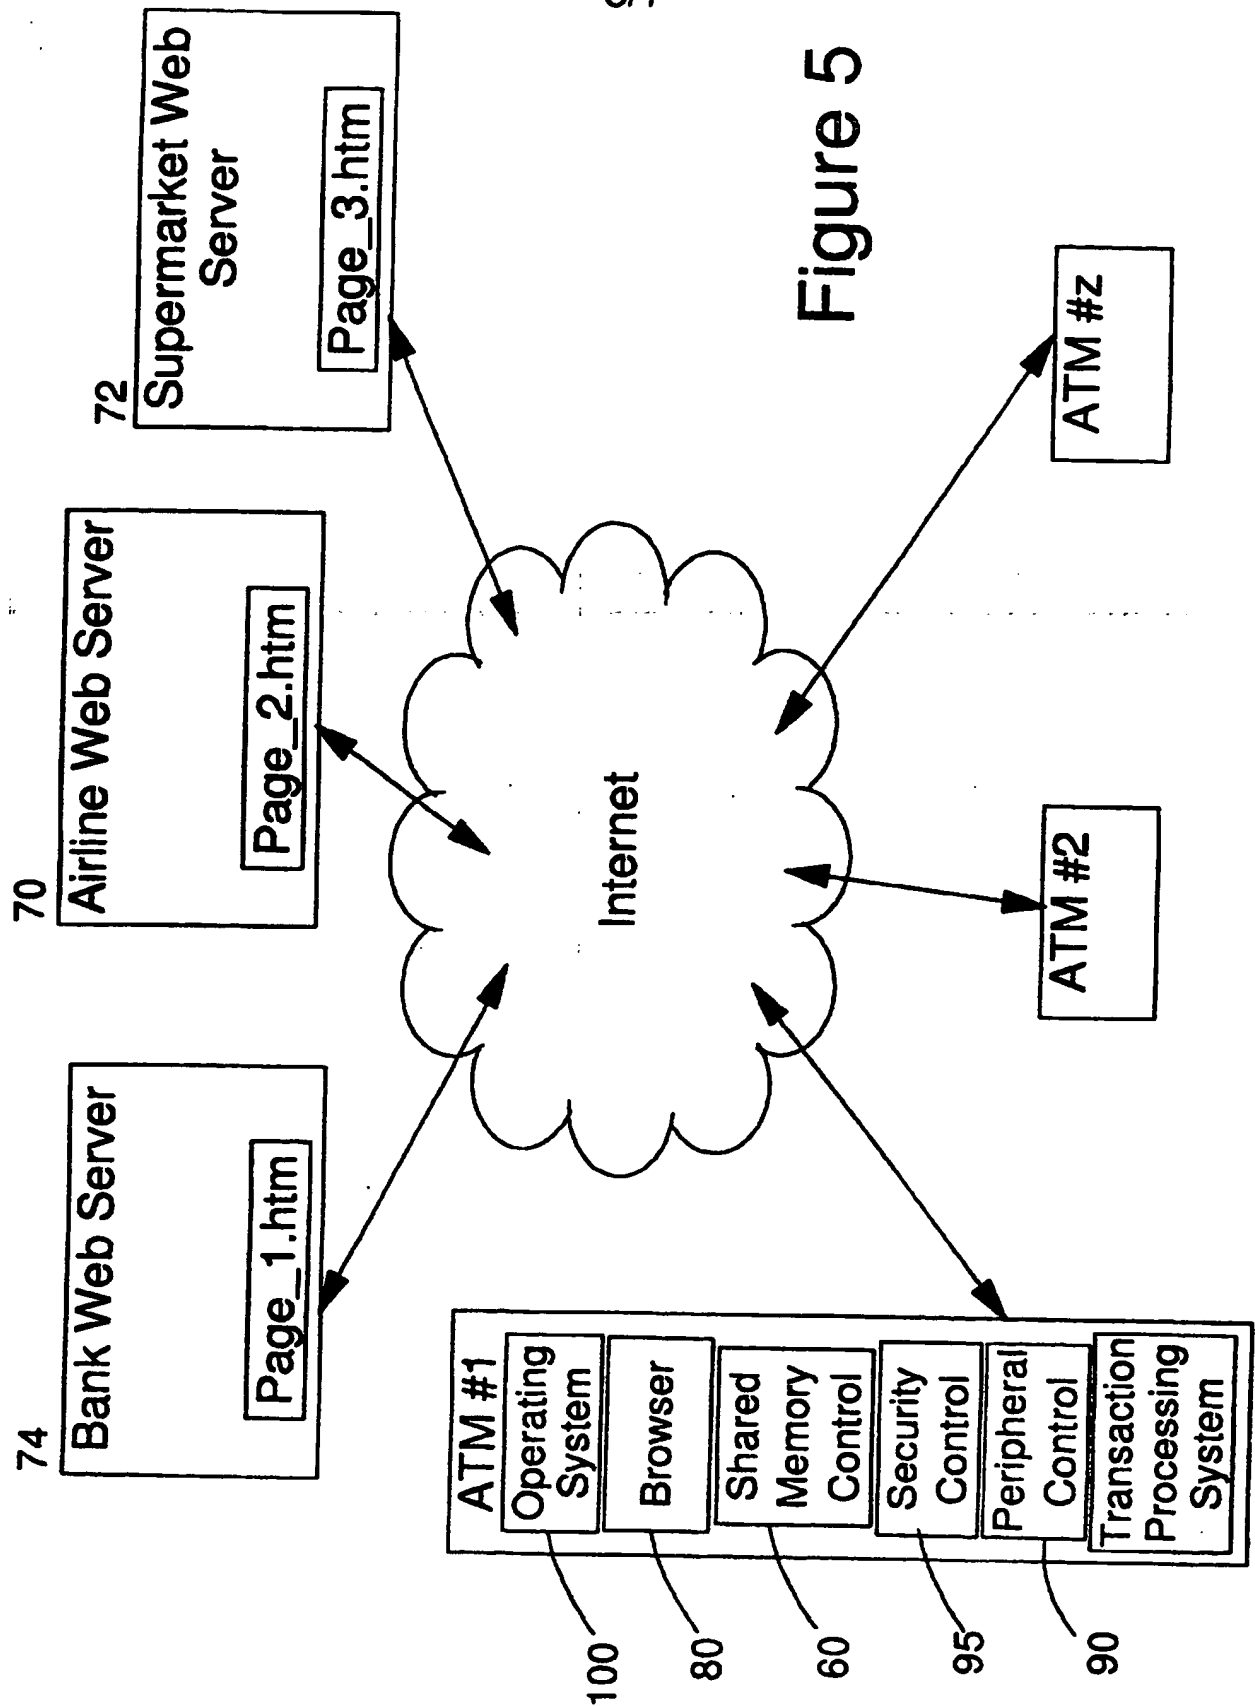 74
Bank Web Server
Page_1.htm
70
Airline Web Server
Page_2.htm
72
Supermarket Web
Server
Page_3.htm
Internet
ATM #1
Operating
System
Browser
Shared
Memory
Control
Security
Control
Peripheral
Control
Transaction
Processing
System
100
80
60
95
90
ATM #2
ATM #z
Figure 5